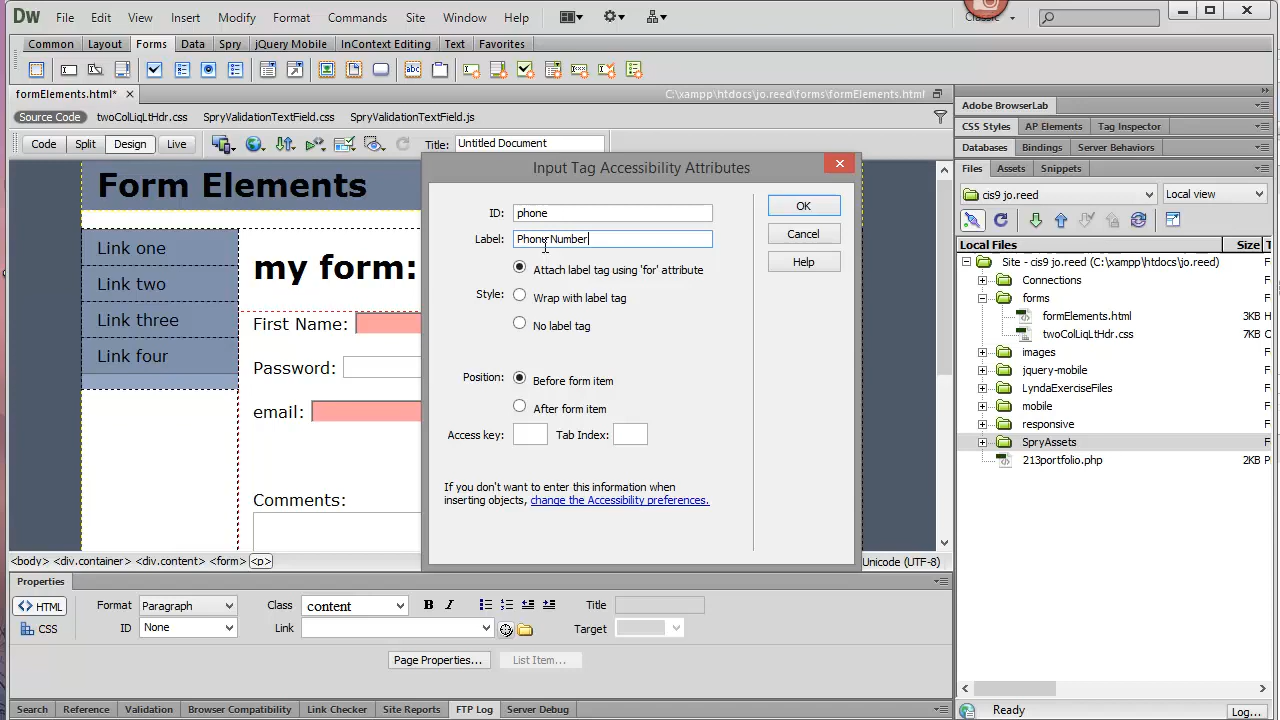 Dw File Edit View Insert Modify Format Commands Site Window Help Classic
Common Layout Forms Data Spry jQuery Mobile InContext Editing Text Favorites
formElements.html* C:\xampp\htdocs\jo.reed\forms\formElements.html
Source Code twoColLiqLtHdr.css SpryValidationTextField.css SpryValidationTextField.js
Code Split Design Live Title: Untitled Document
Form Elements
Link one
Link two
Link three
Link four
my form:
First Name:
Password:
email:
Comments:
Input Tag Accessibility Attributes
ID: phone OK
Label: Phone Number Cancel
Help
Attach label tag using 'for' attribute
Style: Wrap with label tag
No label tag
Position: Before form item
After form item
Access key: Tab Index:
If you don't want to enter this information when
inserting objects, change the Accessibility preferences.
<body> <div.container> <div.content> <form> <p> Unicode (UTF-8)
Properties
HTML Format Paragraph Class content B I Title
CSS ID None Link Target
Page Properties... List Item...
Search Reference Validation Browser Compatibility Link Checker Site Reports FTP Log Server Debug
Adobe BrowserLab
CSS Styles AP Elements Tag Inspector
Databases Bindings Server Behaviors
Files Assets Snippets
cis9 jo.reed Local view
Local Files Size
Site - cis9 jo.reed (C:\xampp\htdocs\jo.reed) F
Connections F
forms F
formElements.html 3KB H
twoColLiqLtHdr.css 7KB C
images F
jquery-mobile F
LyndaExerciseFiles F
mobile F
responsive F
SpryAssets F
213portfolio.php 2KB P
Ready Log...